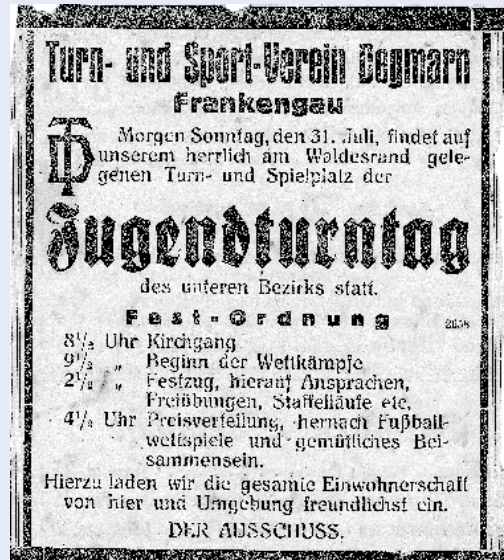 Turn- und Sport-Verein Degmarn
Frankengau
Morgen Sonntag, den 31. Juli, findet auf
unserem herrlich am Waldesrand gele-
genen Turn- und Spielplatz der
Jugendturntag
des unteren Bezirks statt.
Fest-Ordnung
8½ Uhr Kirchgang
9½ „ Beginn der Wettkämpfe
2½ „ Festzug, hierauf Ansprachen,
Freiübungen, Staffelläufe etc.
4½ Uhr Preisverteilung, hernach Fußball-
wettspiele und gemütliches Bei-
sammensein.
Hierzu laden wir die gesamte Einwohnerschaft
von hier und Umgebung freundlichst ein.
DER AUSSCHUSS.